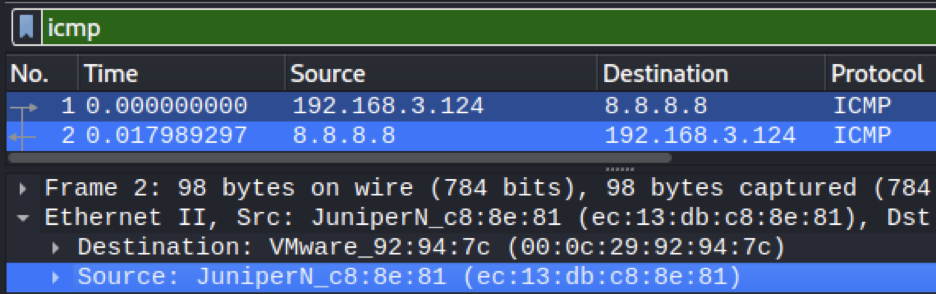 icmp
No. Time Source Destination Protocol
1 0.000000000 192.168.3.124 8.8.8.8 ICMP
2 0.017989297 8.8.8.8 192.168.3.124 ICMP
Frame 2: 98 bytes on wire (784 bits), 98 bytes captured (784
Ethernet II, Src: JuniperN_c8:8e:81 (ec:13:db:c8:8e:81), Dst
Destination: VMware_92:94:7c (00:0c:29:92:94:7c)
Source: JuniperN_c8:8e:81 (ec:13:db:c8:8e:81)